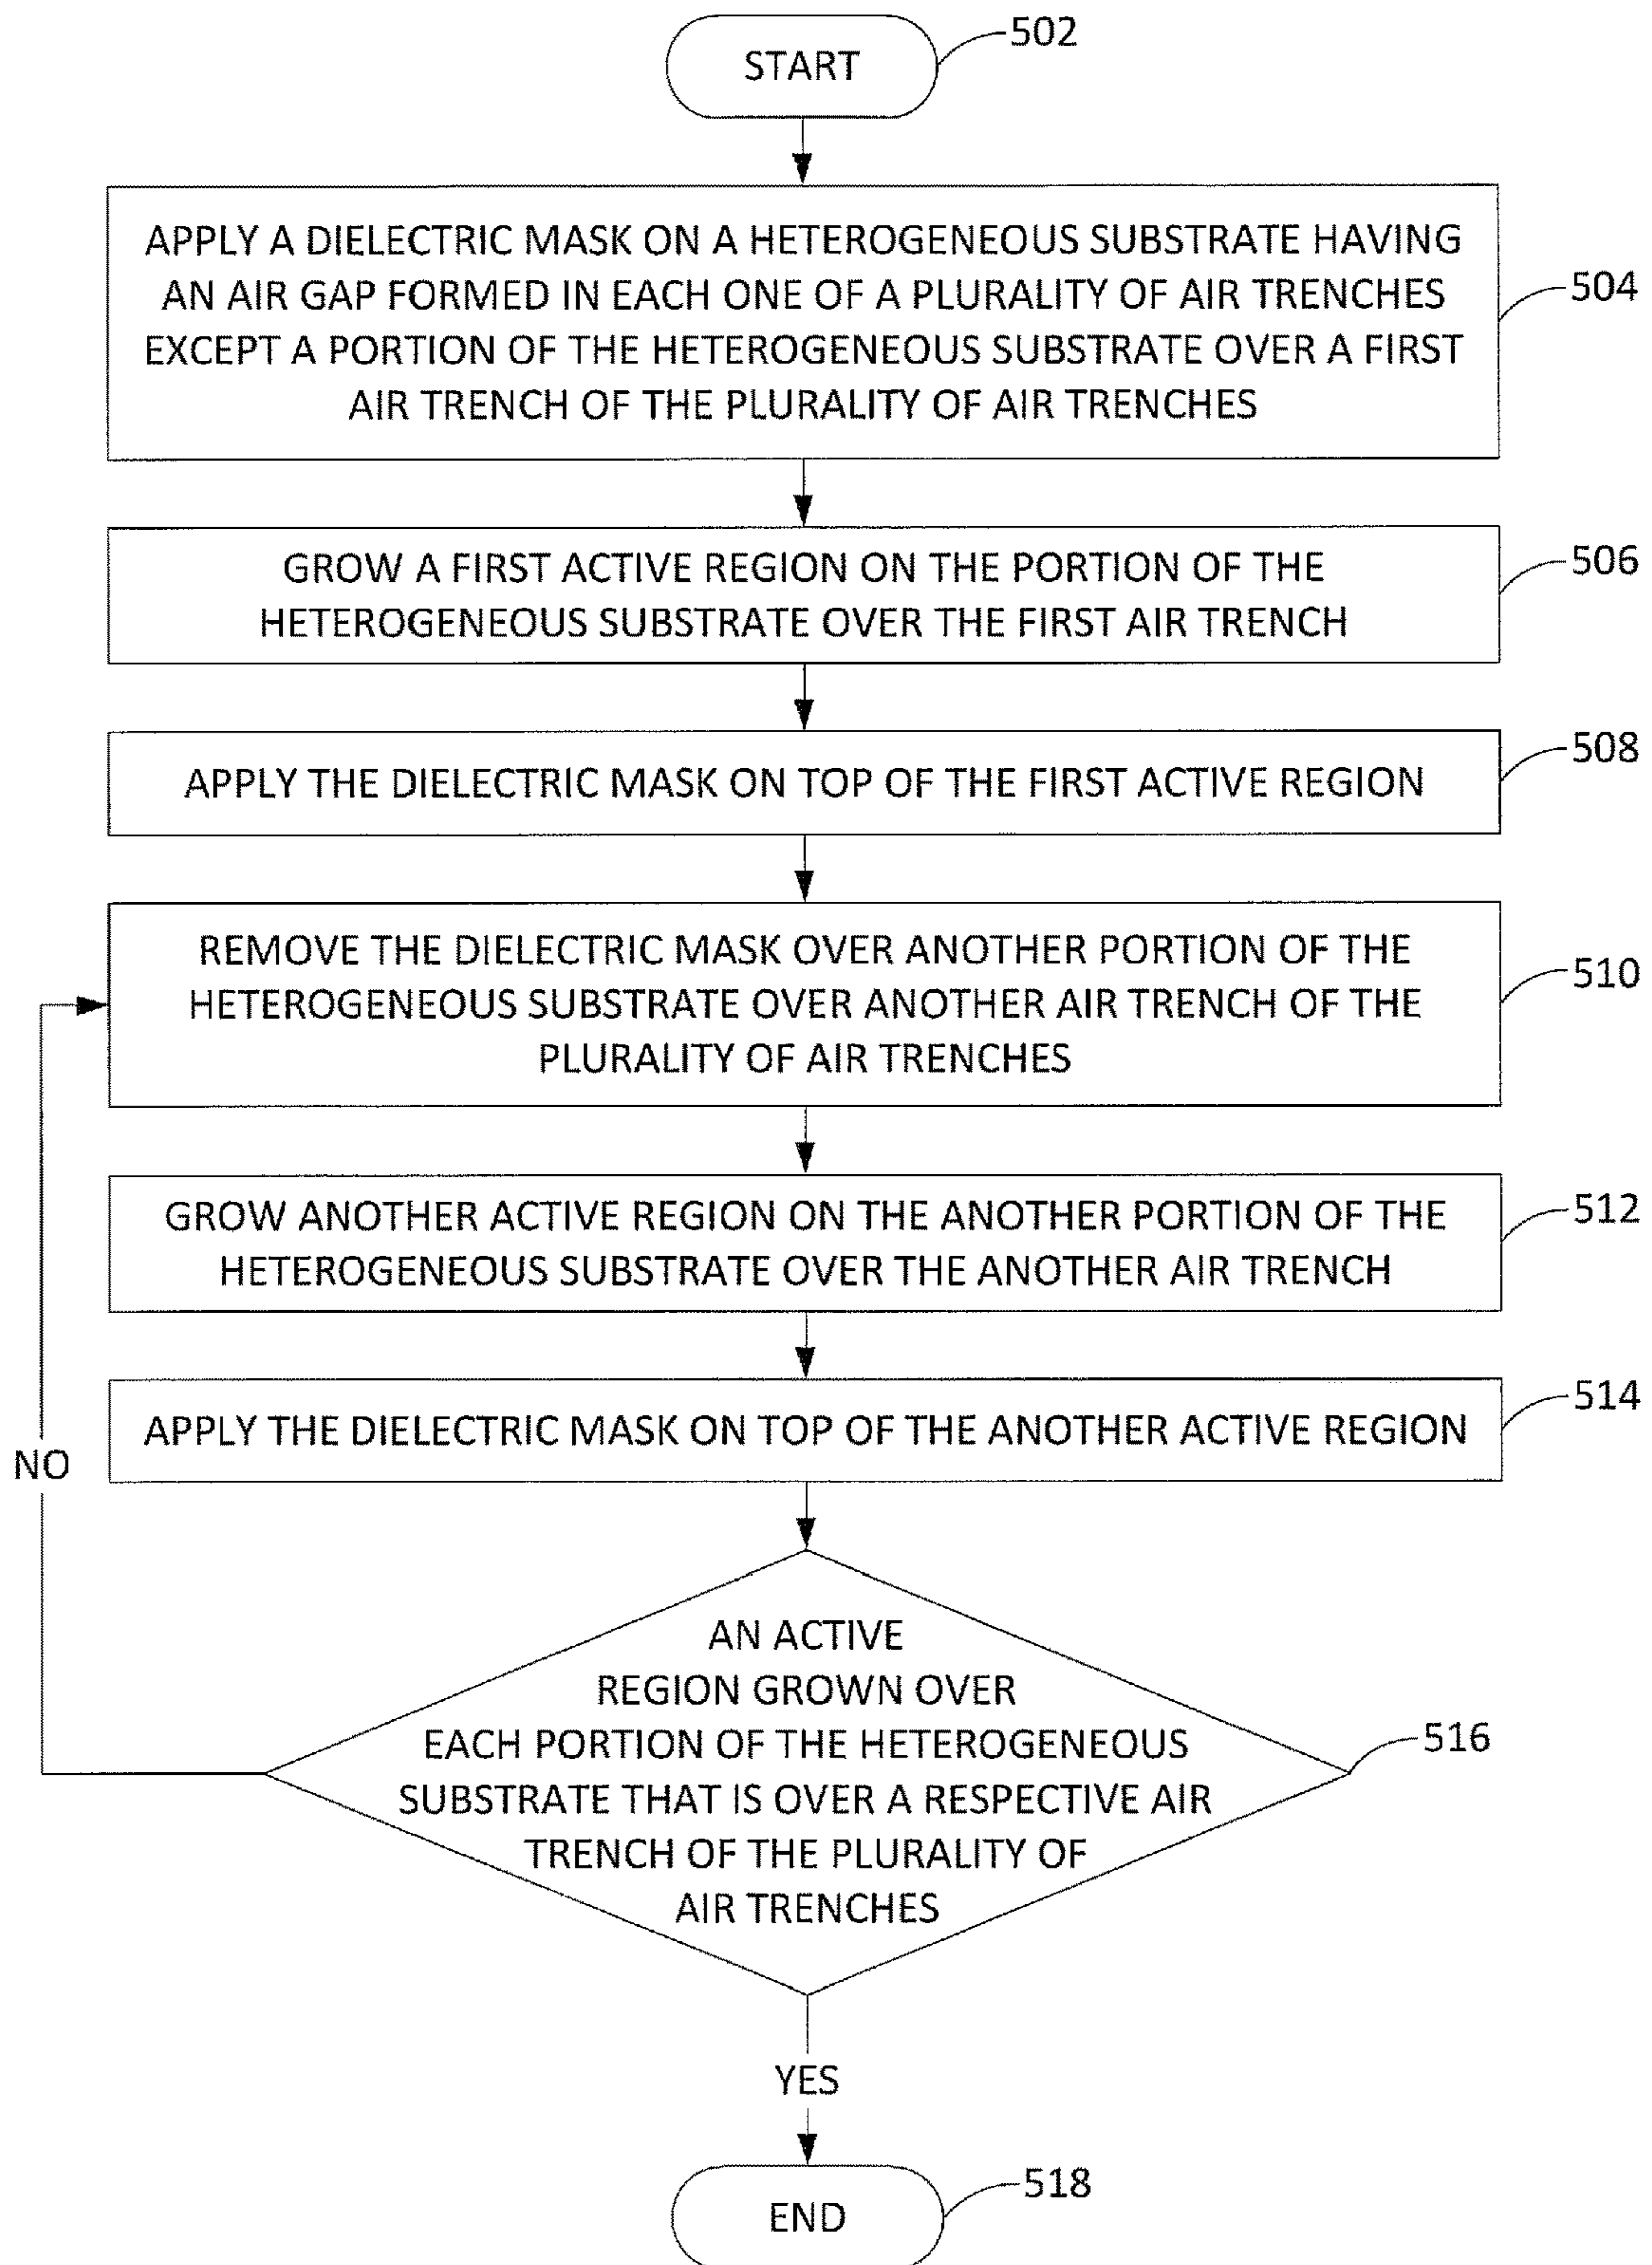 START
502
APPLY A DIELECTRIC MASK ON A HETEROGENEOUS SUBSTRATE HAVING
AN AIR GAP FORMED IN EACH ONE OF A PLURALITY OF AIR TRENCHES
EXCEPT A PORTION OF THE HETEROGENEOUS SUBSTRATE OVER A FIRST
AIR TRENCH OF THE PLURALITY OF AIR TRENCHES
504
GROW A FIRST ACTIVE REGION ON THE PORTION OF THE
HETEROGENEOUS SUBSTRATE OVER THE FIRST AIR TRENCH
506
APPLY THE DIELECTRIC MASK ON TOP OF THE FIRST ACTIVE REGION
508
REMOVE THE DIELECTRIC MASK OVER ANOTHER PORTION OF THE
HETEROGENEOUS SUBSTRATE OVER ANOTHER AIR TRENCH OF THE
PLURALITY OF AIR TRENCHES
510
GROW ANOTHER ACTIVE REGION ON THE ANOTHER PORTION OF THE
HETEROGENEOUS SUBSTRATE OVER THE ANOTHER AIR TRENCH
512
APPLY THE DIELECTRIC MASK ON TOP OF THE ANOTHER ACTIVE REGION
514
NO
AN ACTIVE
REGION GROWN OVER
EACH PORTION OF THE HETEROGENEOUS
SUBSTRATE THAT IS OVER A RESPECTIVE AIR
TRENCH OF THE PLURALITY OF
AIR TRENCHES
516
YES
END
518